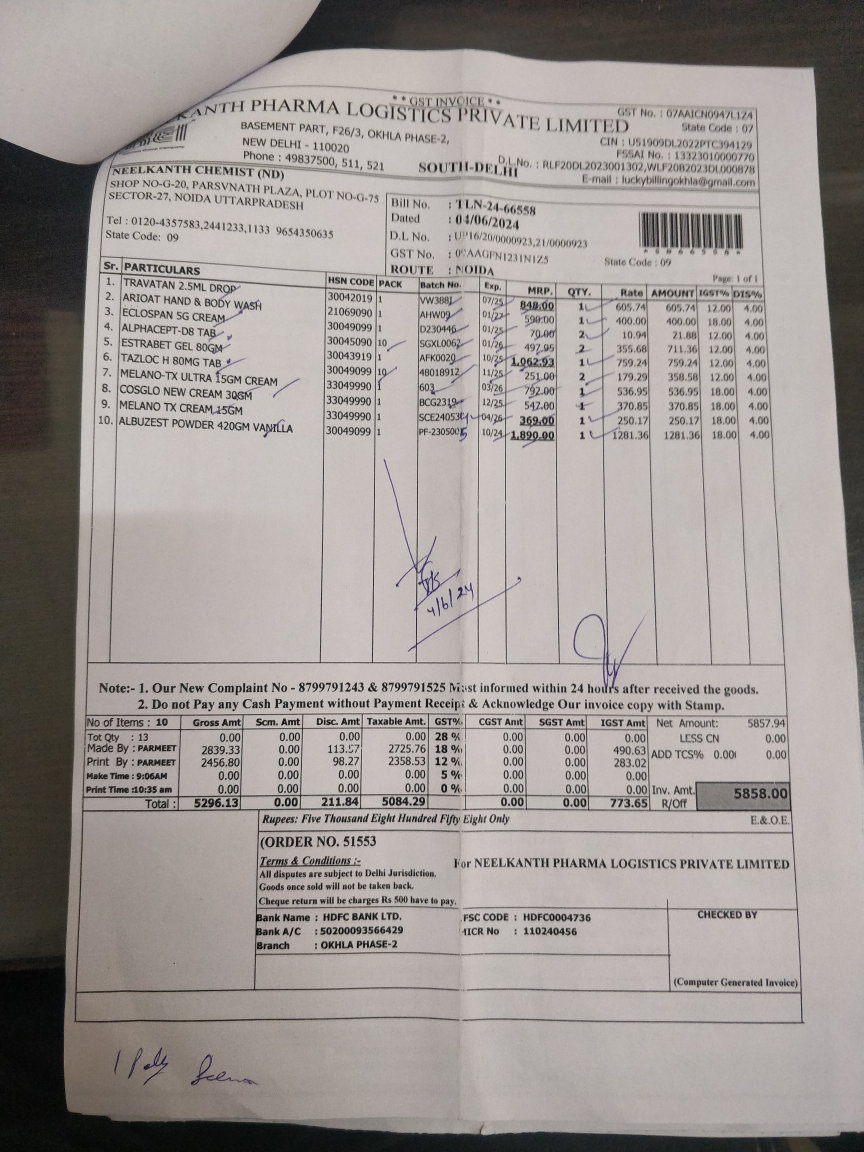 **GST INVOICE**
KANTH PHARMA LOGISTICS PRIVATE LIMITED
BASEMENT PART, F26/3, OKHLA PHASE-2,
NEW DELHI - 110020
Phone : 49837500, 511, 521
SOUTH-DELHI
GST No. : 07AAICN0947L1Z4
State Code : 07
CIN : U51909DL2022PTC394129
FSSAI No. : 13323010000770
D.L.No. : RLF20DL2023001302,WLF20B2023DL000878
E-mail : luckybillingokhla@gmail.com
NEELKANTH CHEMIST (ND)
SHOP NO-G-20, PARSVNATH PLAZA, PLOT NO-G-75
SECTOR-27, NOIDA UTTARPRADESH
Tel : 0120-4357583,2441233,1133 9654350635
State Code: 09
Bill No. : TLN-24-66558
Dated : 04/06/2024
D.L No. : UP16/20/0000923,21/0000923
GST No. : 09AAGFN1231N1Z5
State Code : 09
ROUTE : NOIDA
Page: 1 of 1
Sr. PARTICULARS HSN CODE PACK Batch No. Exp. MRP. QTY. Rate AMOUNT IGST% DIS%
1. TRAVATAN 2.5ML DROP 30042019 1 VW3881 07/25 848.00 1 605.74 605.74 12.00 4.00
2. ARIOAT HAND & BODY WASH 21069090 1 AHW09 01/27 590.00 1 400.00 400.00 18.00 4.00
3. ECLOSPAN 5G CREAM 30049099 1 D230446 01/25 70.00 2 10.94 21.88 12.00 4.00
4. ALPHACEPT-D8 TAB 30045090 10 SGXL0062 01/26 497.95 2 355.68 711.36 12.00 4.00
5. ESTRABET GEL 80GM 30043919 1 AFK0020 10/25 1,062.93 1 759.24 759.24 12.00 4.00
6. TAZLOC H 80MG TAB 30049099 10 48018912 11/25 251.00 2 179.29 358.58 12.00 4.00
7. MELANO-TX ULTRA 15GM CREAM 33049990 1 603 03/26 792.00 1 536.95 536.95 18.00 4.00
8. COSGLO NEW CREAM 30GM 33049990 1 BCG2319 12/25 547.00 1 370.85 370.85 18.00 4.00
9. MELANO TX CREAM 15GM 33049990 1 SCE24053 04/26 369.00 1 250.17 250.17 18.00 4.00
10. ALBUZEST POWDER 420GM VANILLA 30049099 1 PF-2305005 10/24 1,890.00 1 1281.36 1281.36 18.00 4.00
4/6/24
Note:- 1. Our New Complaint No - 8799791243 & 8799791525 Must informed within 24 hours after received the goods.
2. Do not Pay any Cash Payment without Payment Receipt & Acknowledge Our invoice copy with Stamp.
No of Items : 10 Gross Amt Scm. Amt Disc. Amt Taxable Amt. GST% CGST Amt SGST Amt IGST Amt Net Amount: 5857.94
Tot Qty : 13 0.00 0.00 0.00 0.00 28 % 0.00 0.00 0.00 LESS CN 0.00
Made By : PARMEET 2839.33 0.00 113.57 2725.76 18 % 0.00 0.00 490.63 ADD TCS% 0.00 0.00
Print By : PARMEET 2456.80 0.00 98.27 2358.53 12 % 0.00 0.00 283.02
Make Time : 9:06AM 0.00 0.00 0.00 0.00 5 % 0.00 0.00 0.00
Print Time :10:35 am 0.00 0.00 0.00 0.00 0 % 0.00 0.00 0.00 Inv. Amt. 5858.00
Total : 5296.13 0.00 211.84 5084.29 0.00 0.00 773.65 R/Off
Rupees: Five Thousand Eight Hundred Fifty Eight Only E.& O.E.
(ORDER NO. 51553
Terms & Conditions :-
All disputes are subject to Delhi Jurisdiction.
Goods once sold will not be taken back.
Cheque return will be charges Rs 500 have to pay.
For NEELKANTH PHARMA LOGISTICS PRIVATE LIMITED
Bank Name : HDFC BANK LTD. FSC CODE : HDFC0004736 CHECKED BY
Bank A/C : 50200093566429 MICR No : 110240456
Branch : OKHLA PHASE-2
(Computer Generated Invoice)